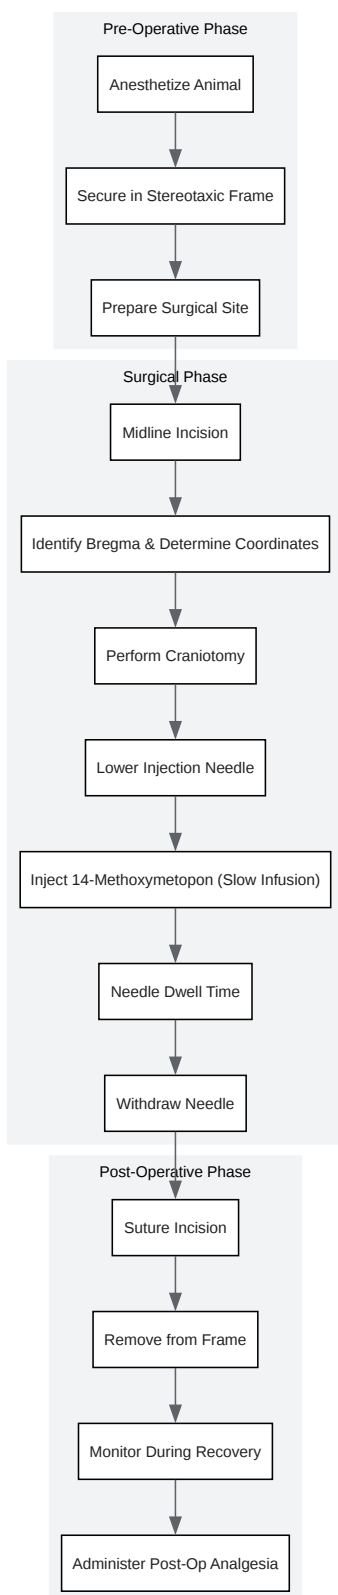 Pre-Operative Phase
Anesthetize Animal
Secure in Stereotaxic Frame
Prepare Surgical Site
Surgical Phase
Midline Incision
Identify Bregma & Determine Coordinates
Perform Craniotomy
Lower Injection Needle
Inject 14-Methoxymetopon (Slow Infusion)
Needle Dwell Time
Withdraw Needle
Post-Operative Phase
Suture Incision
Remove from Frame
Monitor During Recovery
Administer Post-Op Analgesia